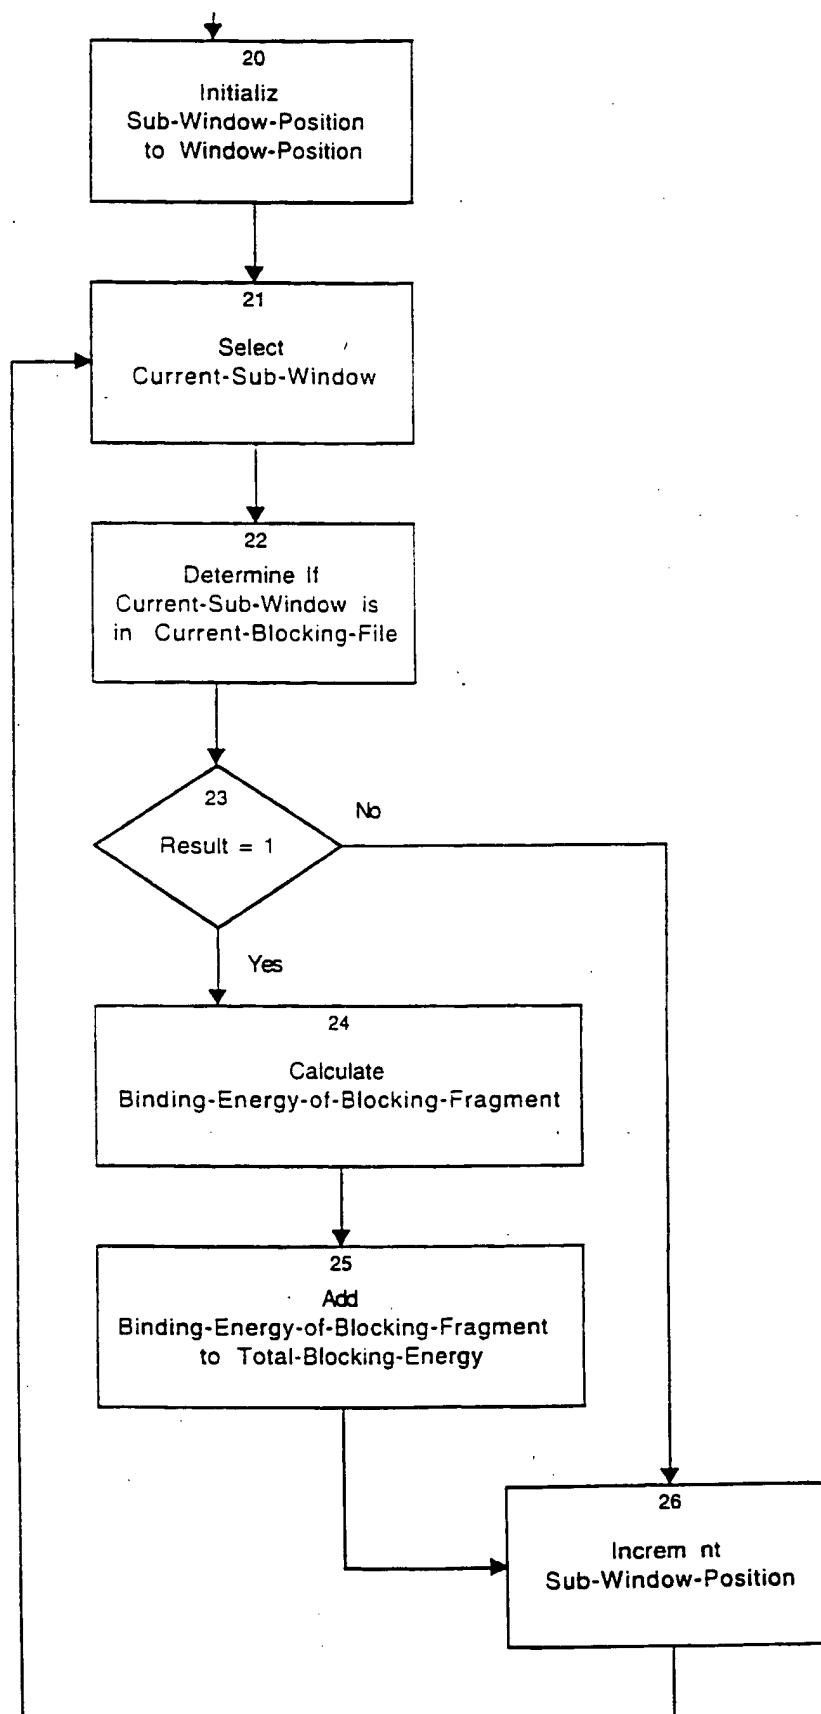 20
Initializ
Sub-Window-Position
to Window-Position
21
Select
Current-Sub-Window
22
Determine If
Current-Sub-Window is
in Current-Blocking-File
23
Result = 1
No
Yes
24
Calculate
Binding-Energy-of-Blocking-Fragment
25
Add
Binding-Energy-of-Blocking-Fragment
to Total-Blocking-Energy
26
Increm nt
Sub-Window-Position